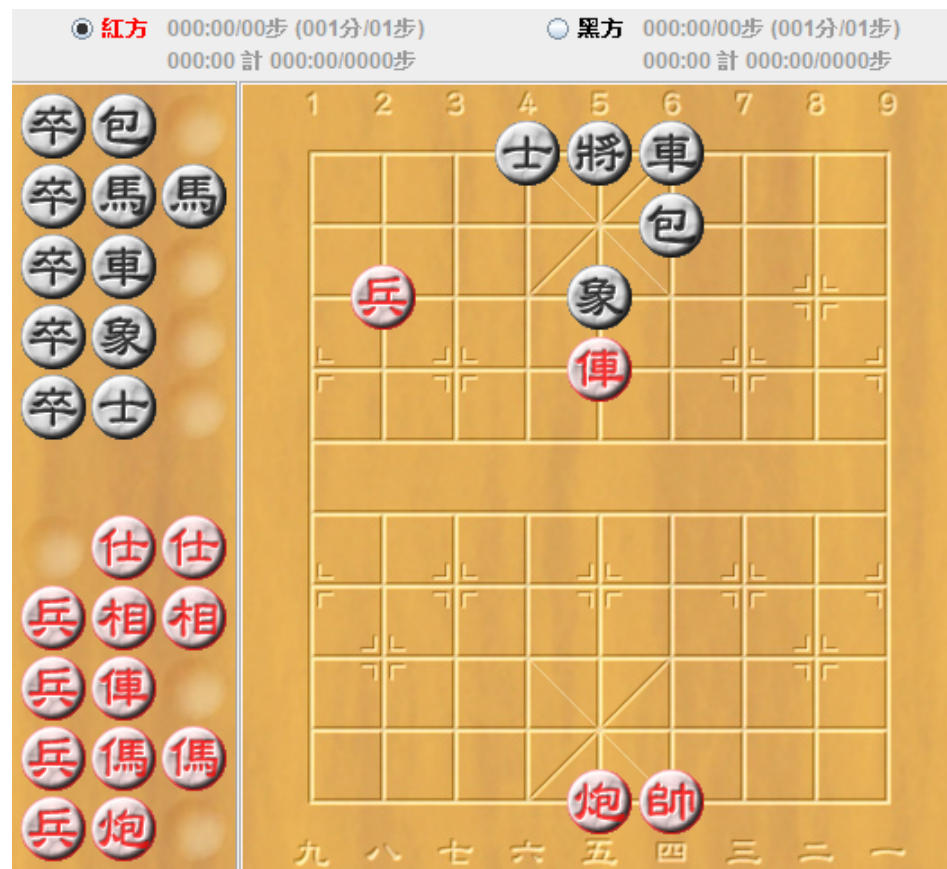 紅方 000:00/00步 (001分/01步)
000:00 計 000:00/0000步
黑方 000:00/00步 (001分/01步)
000:00 計 000:00/0000步
卒 包
卒 馬 馬
卒 車
卒 象
卒 士
仕 仕
兵 相 相
兵 俥
兵 傌 傌
兵 炮
1 2 3 4 5 6 7 8 9
士 將 車
包
兵 象
俥
炮 帥
九 八 七 六 五 四 三 二 一